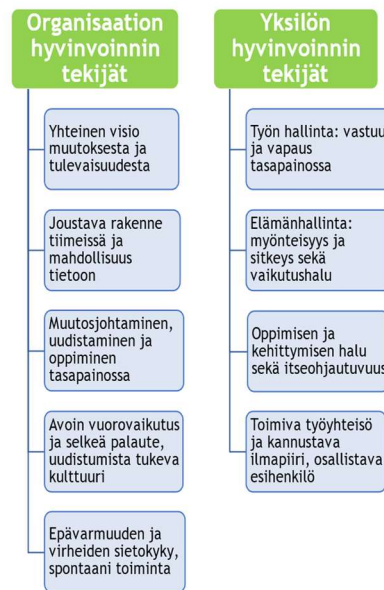 Organisaation
hyvinvoinnin
tekijät
Yhteinen visio
muutoksesta ja
tulevaisuudesta
Joustava rakenne
tiimeissä ja
mahdollisuus
tietoon
Muutosjohtaminen,
uudistaminen ja
oppiminen
tasapainossa
Avoin vuorovaikutus
ja selkeä palaute,
uudistumista tukeva
kulttuuri
Epävarmuuden ja
virheiden sietokyky,
spontaani toiminta
Yksilön
hyvinvoinnin
tekijät
Työn hallinta: vastuu
ja vapaus
tasapainossa
Elämänhallinta:
myönteisyys ja
sitkeys sekä
vaikutushalu
Oppimisen ja
kehittymisen halu
sekä itseohjautuvuus
Toimiva työyhteisö
ja kannustava
ilmapiiri, osallistava
esihenkilö